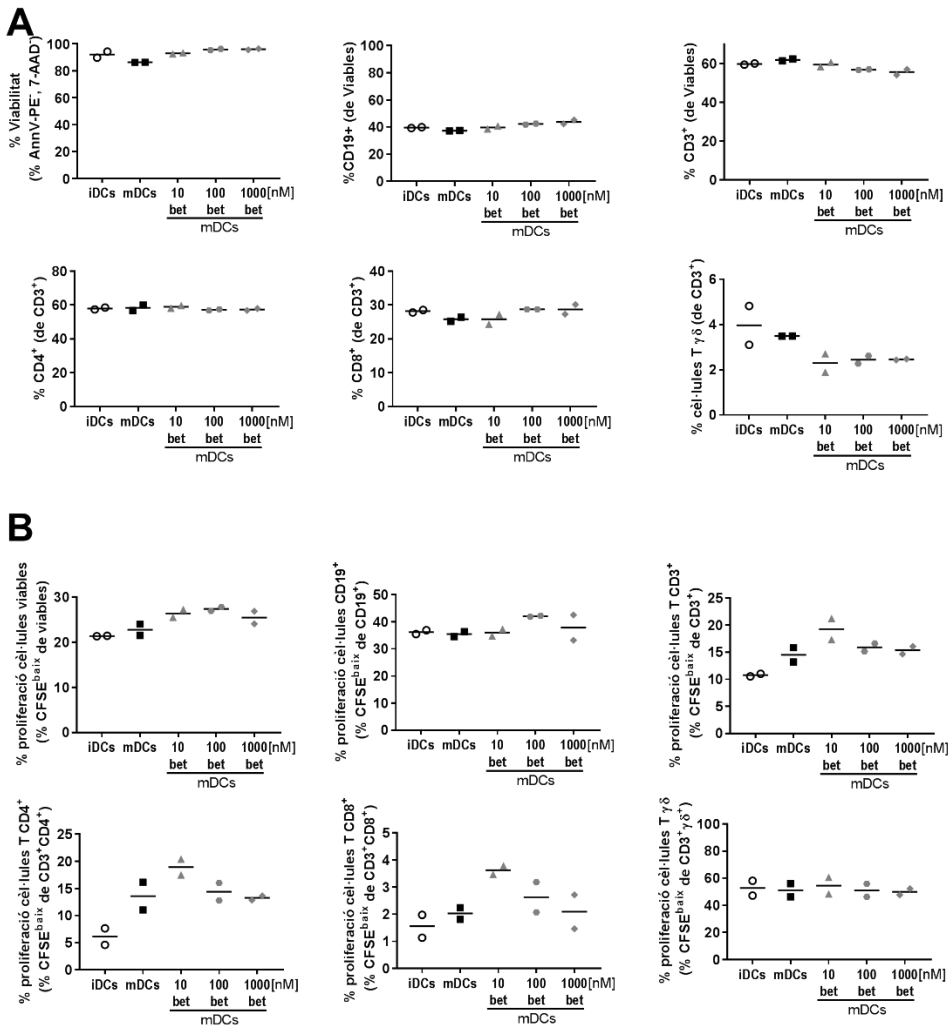 A
% Viabilitat
(% AnnV-PE⁻, 7-AAD⁻)
100
80
60
40
20
0
iDCs mDCs 10 100 1000[nM]
bet bet bet
mDCs
%CD19+ (de Viables)
100
80
60
40
20
0
iDCs mDCs 10 100 1000[nM]
bet bet bet
mDCs
% CD3⁺ (de Viables)
60
40
20
0
iDCs mDCs 10 100 1000[nM]
bet bet bet
mDCs
% CD4⁺ (de CD3⁺)
80
60
40
20
0
iDCs mDCs 10 100 1000[nM]
bet bet bet
mDCs
% CD8⁺ (de CD3⁺)
40
30
20
10
0
iDCs mDCs 10 100 1000[nM]
bet bet bet
mDCs
% cèl·lules T γδ (de CD3⁺)
6
4
2
0
iDCs mDCs 10 100 1000[nM]
bet bet bet
mDCs
B
% proliferació cèl·lules viables
(% CFSEᵇᵃⁱˣ de viables)
30
20
10
0
iDCs mDCs 10 100 1000[nM]
bet bet bet
mDCs
% proliferació cèl·lules CD19⁺
(% CFSEᵇᵃⁱˣ de CD19⁺)
50
40
30
20
10
0
iDCs mDCs 10 100 1000[nM]
bet bet bet
mDCs
% proliferació cèl·lules T CD3⁺
(% CFSEᵇᵃⁱˣ de CD3⁺)
25
20
15
10
5
0
iDCs mDCs 10 100 1000[nM]
bet bet bet
mDCs
% proliferació cèl·lules T CD4⁺
(% CFSEᵇᵃⁱˣ de CD3⁺CD4⁺)
25
20
15
10
5
0
iDCs mDCs 10 100 1000[nM]
bet bet bet
mDCs
% proliferació cèl·lules T CD8⁺
(% CFSEᵇᵃⁱˣ de CD3⁺CD8⁺)
5
4
3
2
1
0
iDCs mDCs 10 100 1000[nM]
bet bet bet
mDCs
% proliferació cèl·lules T γδ
(% CFSEᵇᵃⁱˣ de CD3⁺γδ⁺)
100
80
60
40
20
0
iDCs mDCs 10 100 1000[nM]
bet bet bet
mDCs